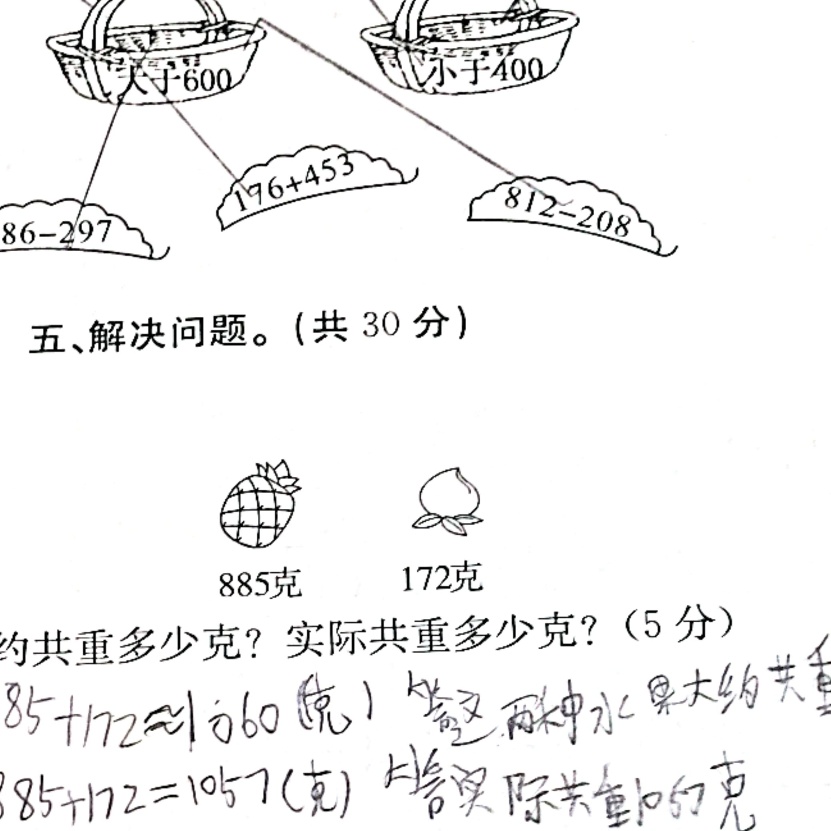 大于600 小于400
86-297 176+453 812-208
五、解决问题。(共 30 分)
885克 172克
约共重多少克?实际共重多少克?(5 分)
85+172≈1060(克) 答:这两种水果大约共重
885+172=1057(克) 答:实际共重1057克